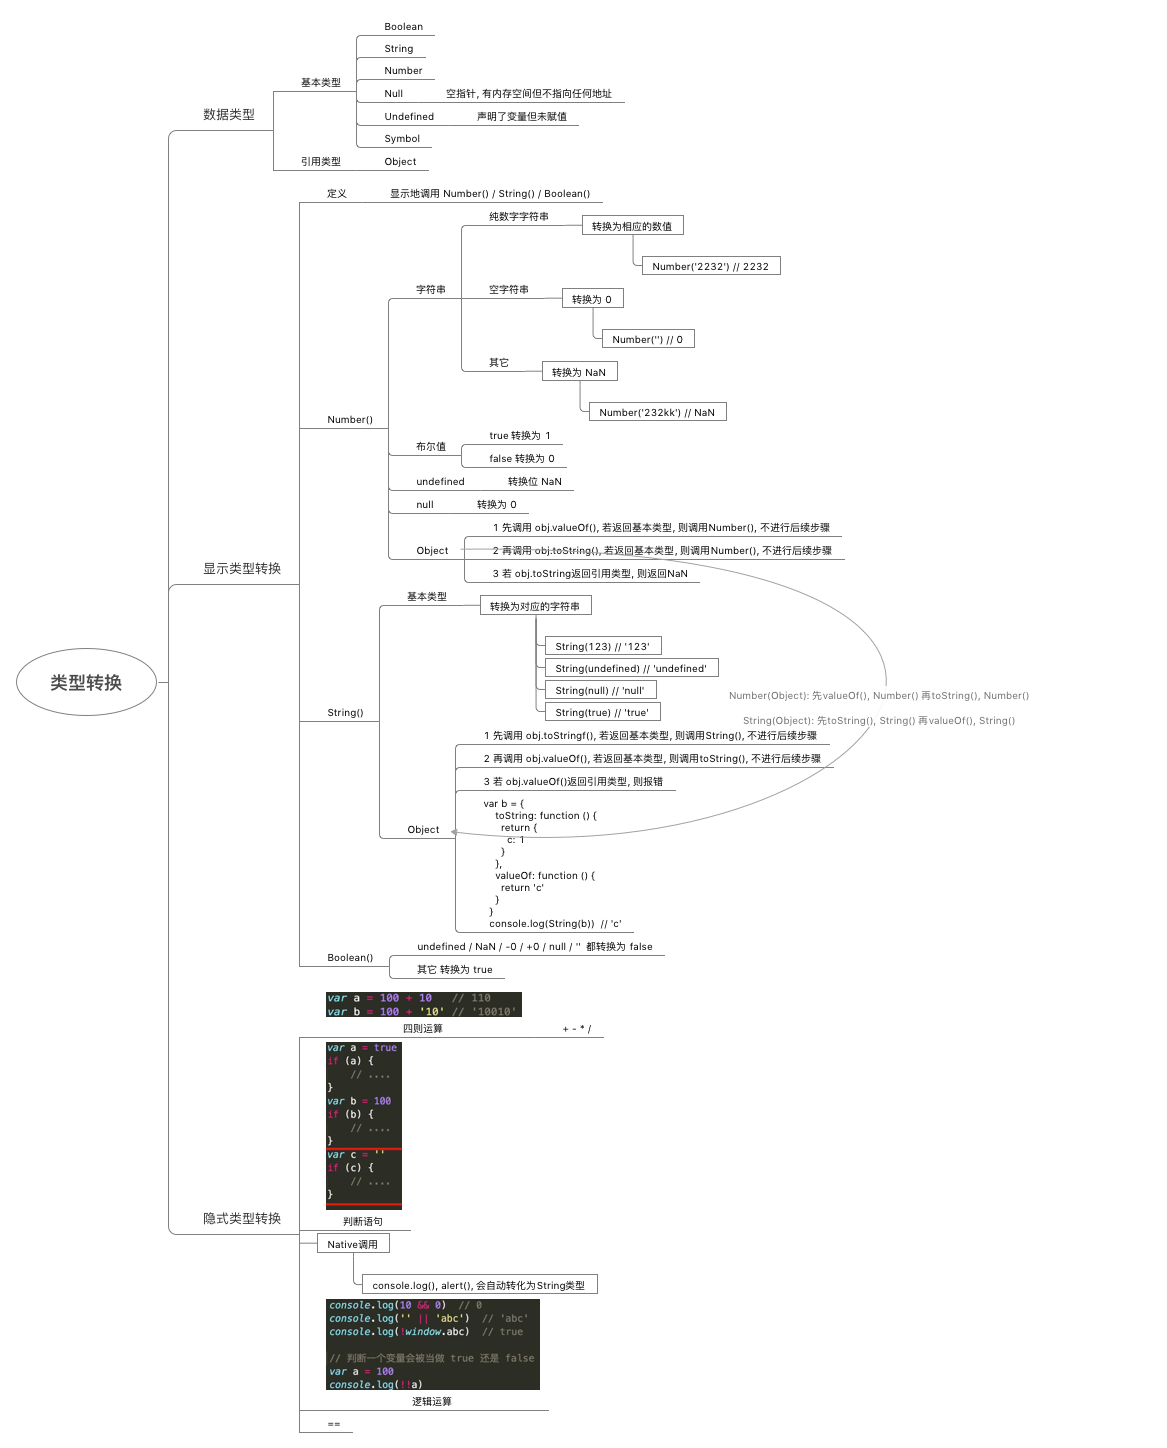 类型转换
数据类型
基本类型
Boolean
String
Number
Null
空指针, 有内存空间但不指向任何地址
Undefined
声明了变量但未赋值
Symbol
引用类型
Object
显示类型转换
定义
显示地调用 Number() / String() / Boolean()
Number()
字符串
纯数字字符串
转换为相应的数值
Number('2232') // 2232
空字符串
转换为 0
Number('') // 0
其它
转换为 NaN
Number('232kk') // NaN
布尔值
true 转换为 1
false 转换为 0
undefined
转换位 NaN
null
转换为 0
Object
1 先调用 obj.valueOf(), 若返回基本类型, 则调用Number(), 不进行后续步骤
2 再调用 obj.toString(), 若返回基本类型, 则调用Number(), 不进行后续步骤
3 若 obj.toString返回引用类型, 则返回NaN
Number(Object): 先valueOf(), Number() 再toString(), Number()
String(Object): 先toString(), String() 再valueOf(), String()
String()
基本类型
转换为对应的字符串
String(123) // '123'
String(undefined) // 'undefined'
String(null) // 'null'
String(true) // 'true'
Object
1 先调用 obj.toStringf(), 若返回基本类型, 则调用String(), 不进行后续步骤
2 再调用 obj.valueOf(), 若返回基本类型, 则调用toString(), 不进行后续步骤
3 若 obj.valueOf()返回引用类型, 则报错
var b = {
toString: function () {
return {
c: 1
}
},
valueOf: function () {
return 'c'
}
}
console.log(String(b)) // 'c'
Boolean()
undefined / NaN / -0 / +0 / null / '' 都转换为 false
其它 转换为 true
隐式类型转换
var a = 100 + 10 // 110
var b = 100 + '10' // '10010'
四则运算
+ - * /
var a = true
if (a) {
// ....
}
var b = 100
if (b) {
// ....
}
var c = ''
if (c) {
// ....
}
判断语句
Native调用
console.log(), alert(), 会自动转化为String类型
console.log(10 && 0) // 0
console.log('' || 'abc') // 'abc'
console.log(!window.abc) // true
// 判断一个变量会被当做 true 还是 false
var a = 100
console.log(!!a)
逻辑运算
==